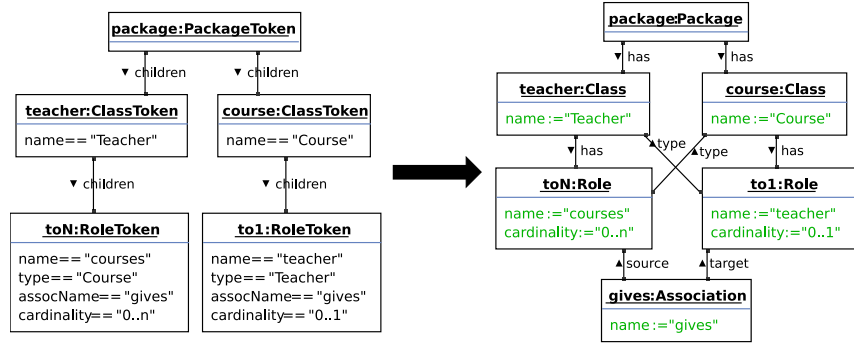 package:PackageToken
▼ children
▼ children
teacher:ClassToken
name== "Teacher"
course:ClassToken
name== "Course"
▼ children
▼ children
toN:RoleToken
name== "courses"
type== "Course"
assocName== "gives"
cardinality== "0..n"
to1:RoleToken
name== "teacher"
type== "Teacher"
assocName== "gives"
cardinality== "0..1"
package:Package
▼ has
▼ has
teacher:Class
name :="Teacher"
course:Class
name :="Course"
▼ has
▲type
▲type
▼ has
toN:Role
name :="courses"
cardinality:="0..n"
to1:Role
name :="teacher"
cardinality:="0..1"
▲source
▲target
gives:Association
name :="gives"